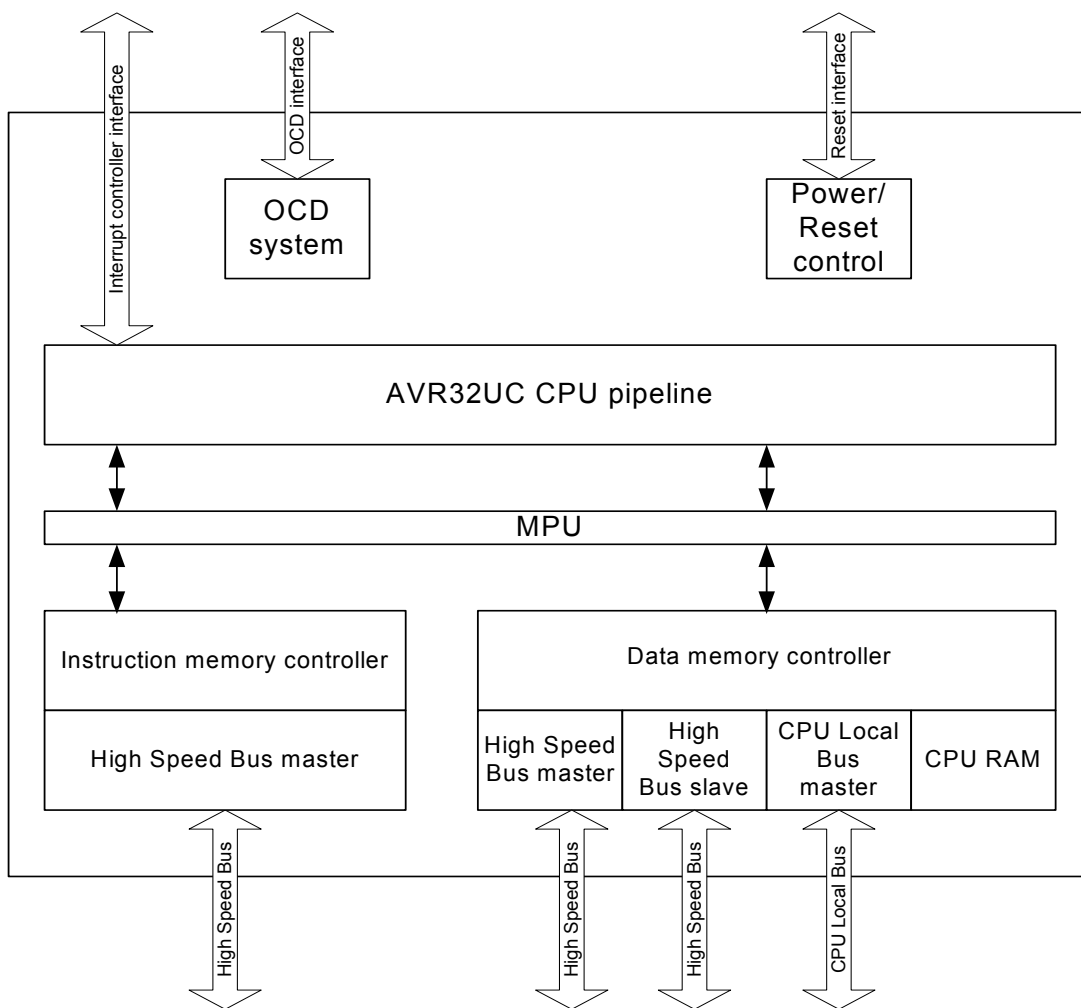 Interrupt controller interface
OCD interface
Reset interface
OCD
system
Power/
Reset
control
AVR32UC CPU pipeline
MPU
Instruction memory controller
Data memory controller
High Speed Bus master
High Speed
Bus master
High
Speed
Bus slave
CPU Local
Bus
master
CPU RAM
High Speed Bus
High Speed Bus
High Speed Bus
CPU Local Bus